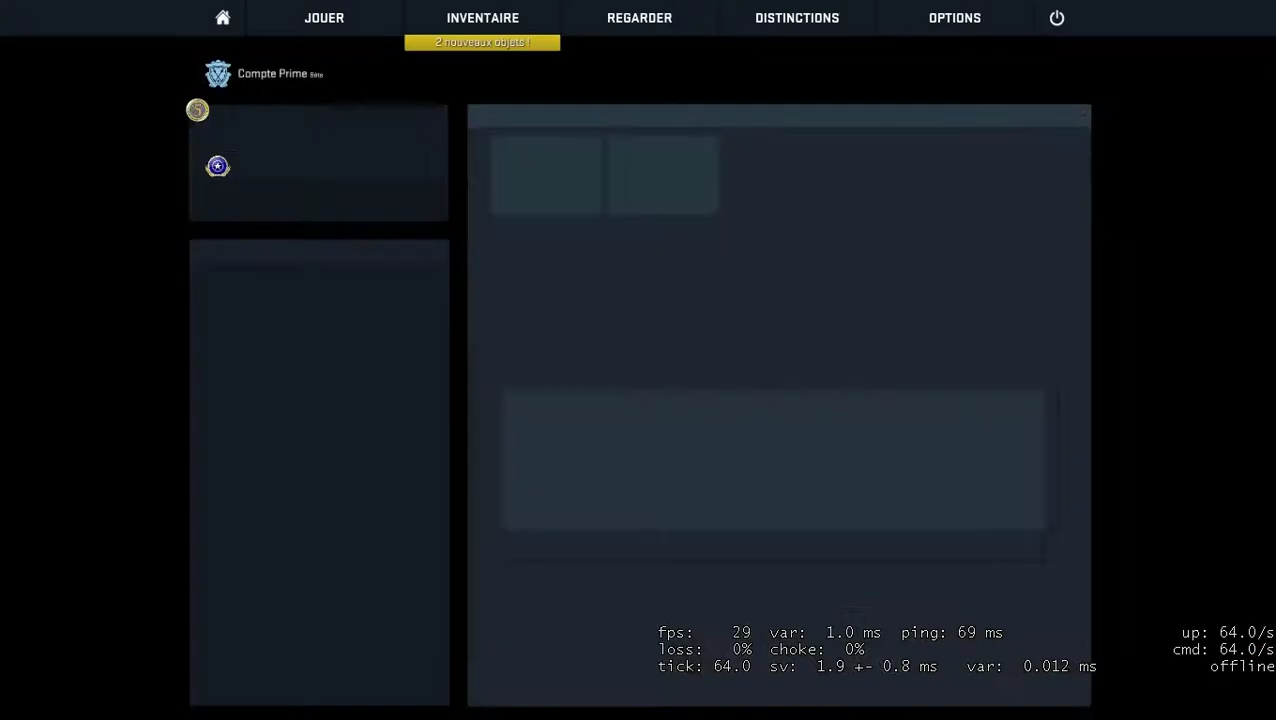 JOUER INVENTAIRE REGARDER DISTINCTIONS OPTIONS
2 nouveaux objets !
Compte Prime Bêta
5
fps: 29 var: 1.0 ms ping: 69 ms up: 64.0/s
loss: 0% choke: 0% cmd: 64.0/s
tick: 64.0 sv: 1.9 +- 0.8 ms var: 0.012 ms offline